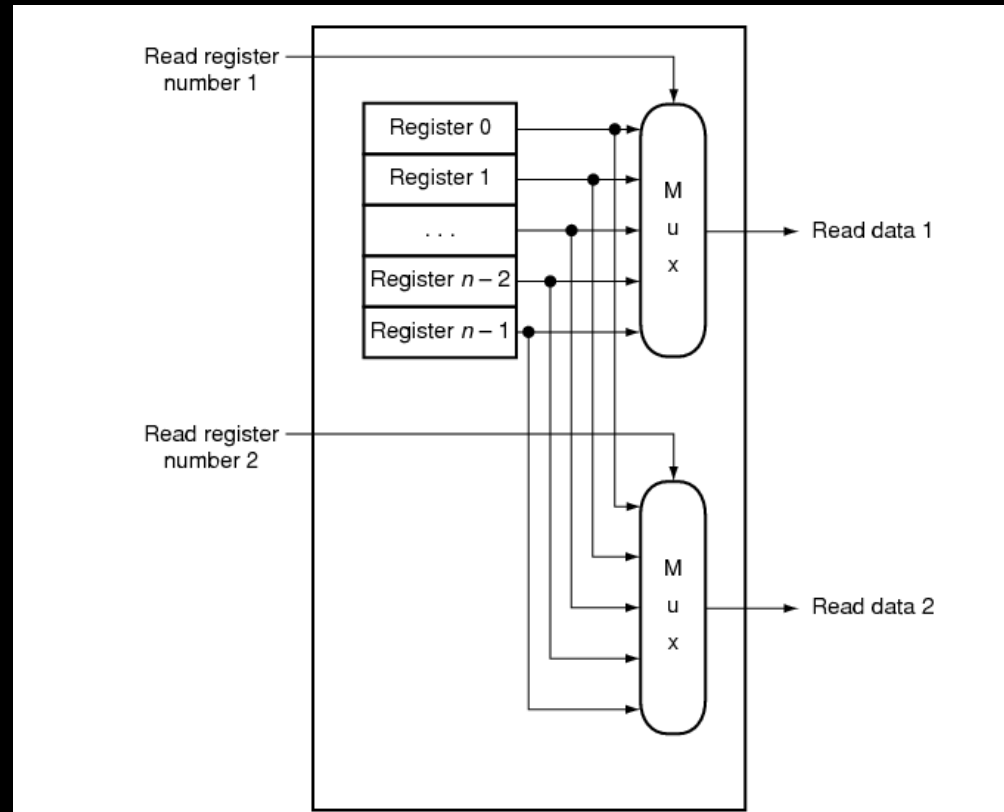 Read register
number 1
Register 0
Register 1
. . .
Register n – 2
Register n – 1
M
u
x
Read data 1
Read register
number 2
M
u
x
Read data 2